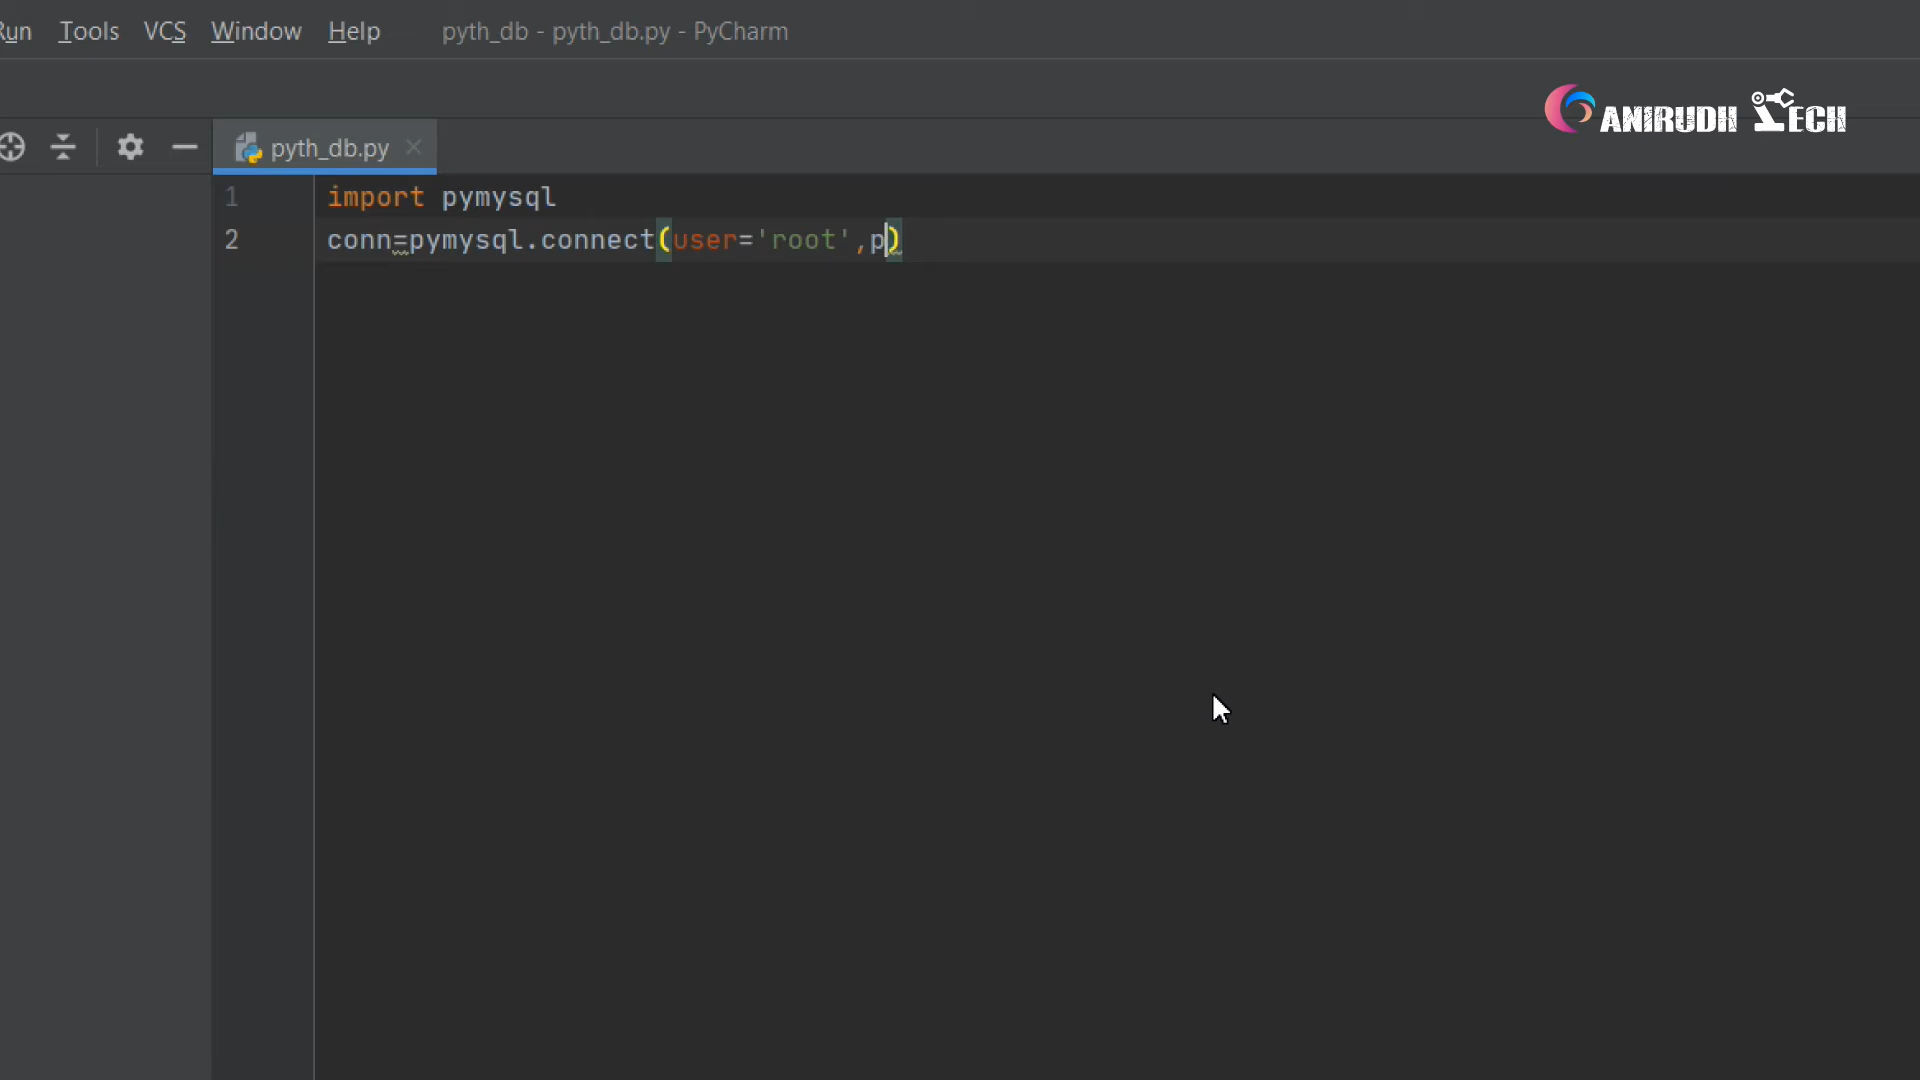 Run Tools VCS Window Help pyth_db - pyth_db.py - PyCharm
ANIRUDH TECH
pyth_db.py
1 import pymysql
2 conn=pymysql.connect(user='root',p)